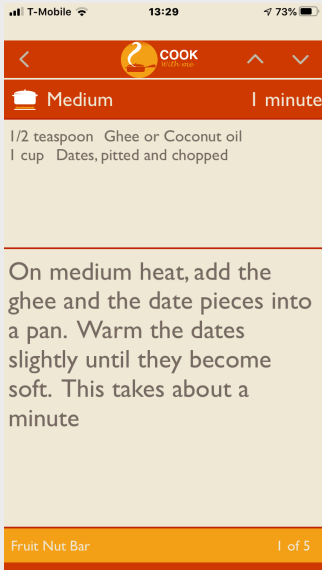 T-Mobile 13:29 73%
COOK
with me
Medium 1 minute
1/2 teaspoon Ghee or Coconut oil
1 cup Dates, pitted and chopped
On medium heat, add the
ghee and the date pieces into
a pan. Warm the dates
slightly until they become
soft. This takes about a
minute
Fruit Nut Bar 1 of 5